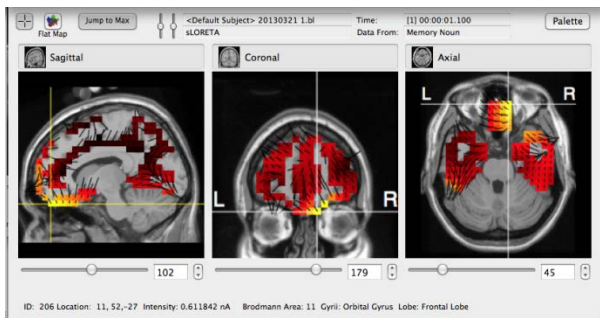 Flat Map
Jump to Max
<Default Subject> 20130321 1.bl
sLORETA
Time:
[1] 00:00:01.100
Data From:
Memory Noun
Palette
Sagittal
Coronal
Axial
L
R
L
R
102
179
45
ID: 206 Location: 11, 52,-27 Intensity: 0.611842 nA Brodmann Area: 11 Gyrii: Orbital Gyrus Lobe: Frontal Lobe